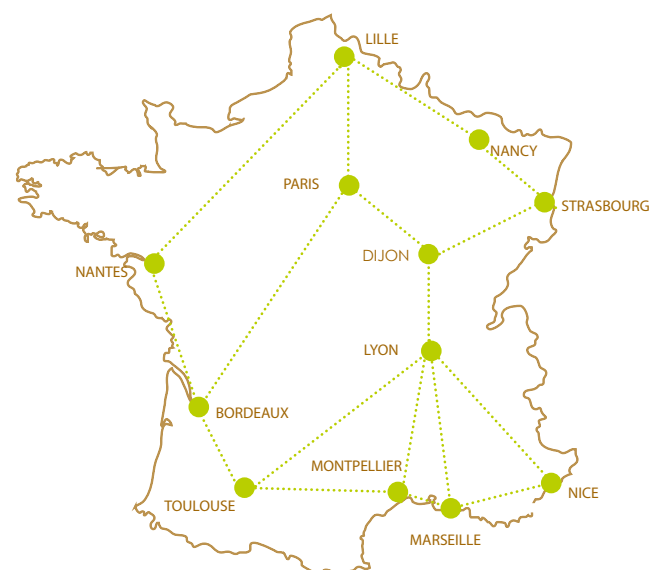 LILLE
NANCY
PARIS
STRASBOURG
DIJON
NANTES
LYON
BORDEAUX
MONTPELLIER
NICE
TOULOUSE
MARSEILLE